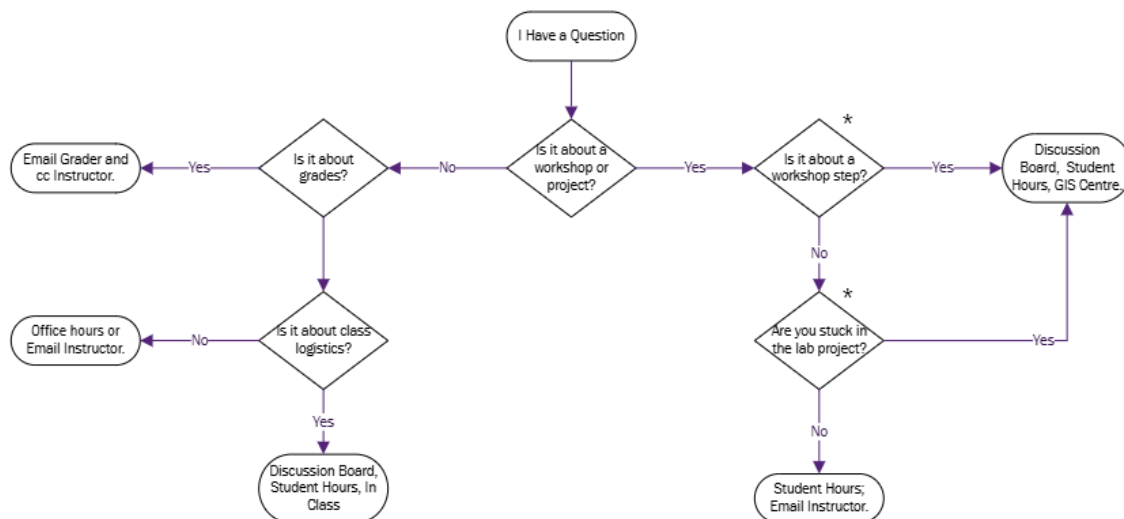 I Have a Question
*
Is it about
grades?
Is it about a
workshop or
project?
Is it about a
workshop step?
Email Grader and
cc Instructor.
Yes
No
Yes
Yes
Discussion
Board, Student
Hours, GIS Centre.
No
*
Office hours or
Email Instructor.
No
Is it about class
logistics?
Are you stuck in
the lab project?
Yes
Yes
No
Discussion Board,
Student Hours, In
Class
Student Hours;
Email Instructor.